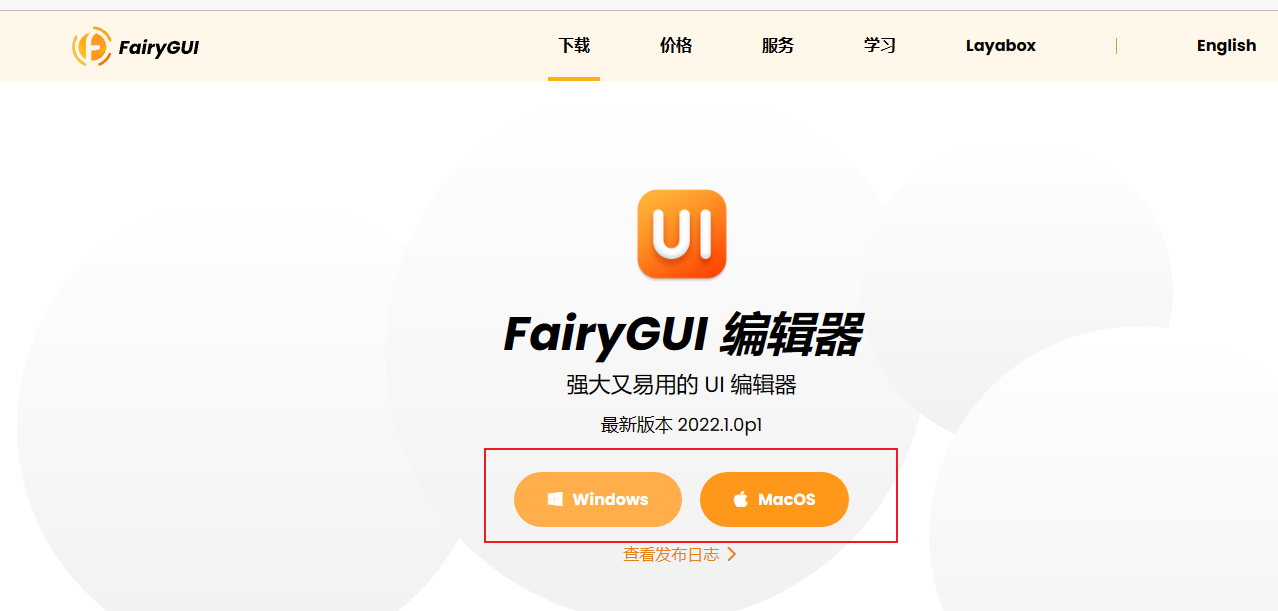 FairyGUI 下载 价格 服务 学习 Layabox English
UI
FairyGUI 编辑器
强大又易用的 UI 编辑器
最新版本 2022.1.0p1
Windows MacOS
查看发布日志